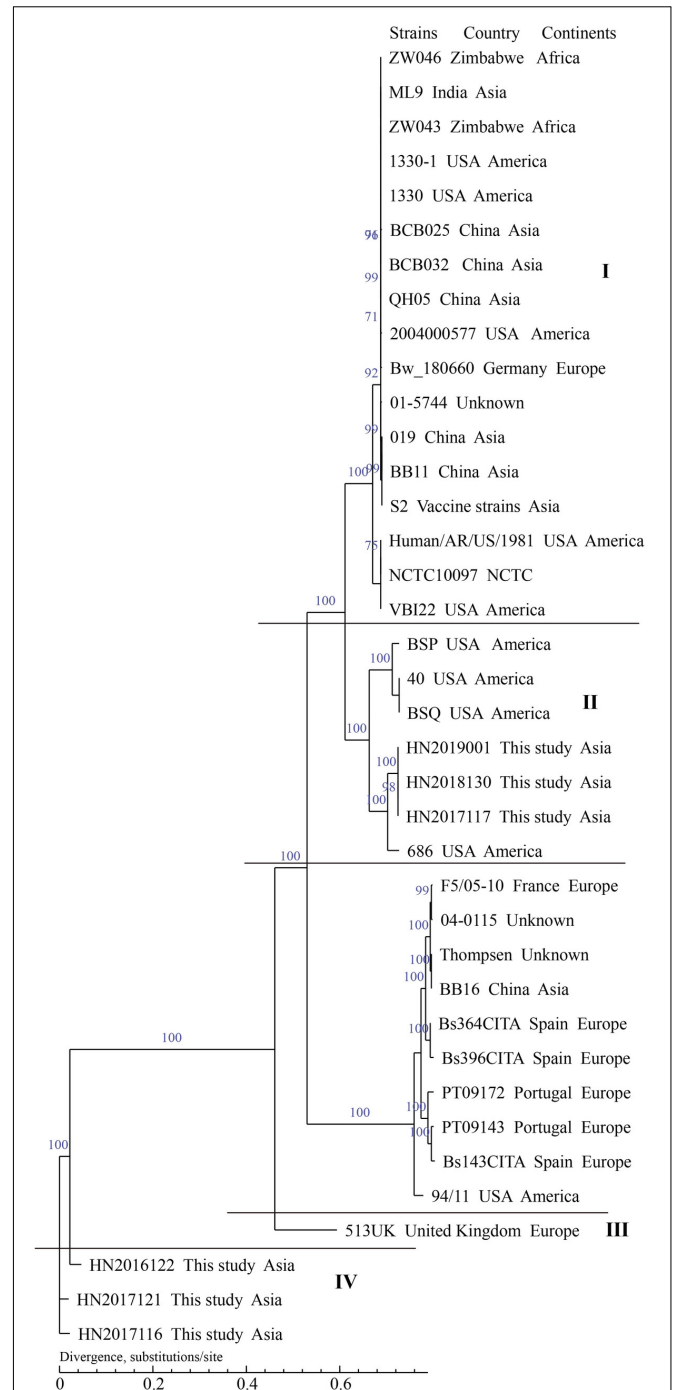 Strains Country Continents
ZW046 Zimbabwe Africa
ML9 India Asia
ZW043 Zimbabwe Africa
1330-1 USA America
1330 USA America
BCB025 China Asia
BCB032 China Asia
I
99
QH05 China Asia
71
2004000577 USA America
92
Bw_180660 Germany Europe
01-5744 Unknown
99
019 China Asia
100
99
BB11 China Asia
S2 Vaccine strains Asia
75
Human/AR/US/1981 USA America
NCTC10097 NCTC
100
VBI22 USA America
BSP USA America
100
40 USA America
II
BSQ USA America
100
HN2019001 This study Asia
100
HN2018130 This study Asia
98
100
HN2017117 This study Asia
686 USA America
100
F5/05-10 France Europe
99
04-0115 Unknown
100
Thompsen Unknown
100
100
BB16 China Asia
Bs364CITA Spain Europe
100
100
Bs396CITA Spain Europe
PT09172 Portugal Europe
100
100
PT09143 Portugal Europe
100
100
Bs143CITA Spain Europe
94/11 USA America
513UK United Kingdom Europe
III
HN2016122 This study Asia
IV
HN2017121 This study Asia
HN2017116 This study Asia
Divergence, substitutions/site
0 0.2 0.4 0.6